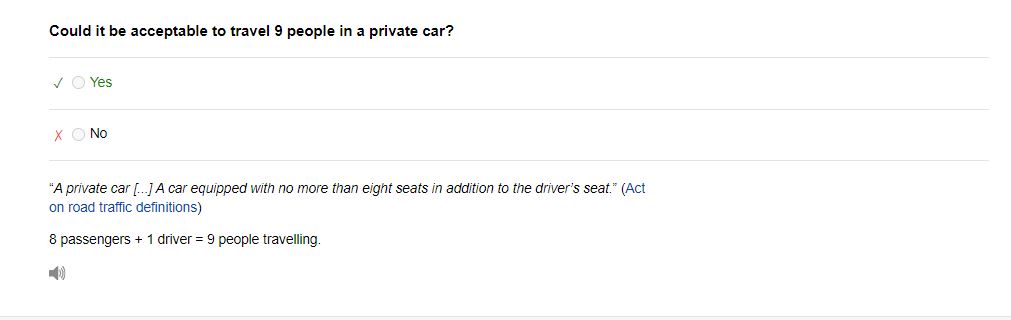 Could it be acceptable to travel 9 people in a private car?
✓ Yes
X No
“A private car [...] A car equipped with no more than eight seats in addition to the driver’s seat.” (Act
on road traffic definitions)
8 passengers + 1 driver = 9 people travelling.